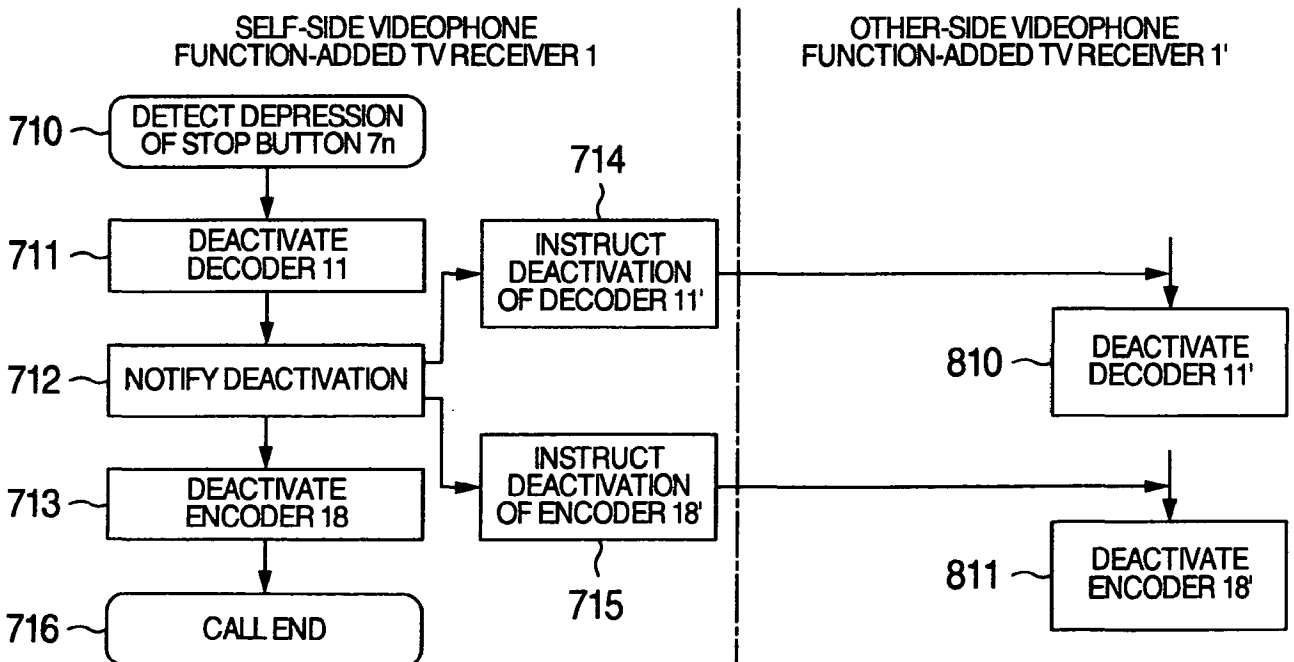 SELF-SIDE VIDEOPHONE
FUNCTION-ADDED TV RECEIVER 1
OTHER-SIDE VIDEOPHONE
FUNCTION-ADDED TV RECEIVER 1'
710
DETECT DEPRESSION
OF STOP BUTTON 7n
711
DEACTIVATE
DECODER 11
714
INSTRUCT
DEACTIVATION
OF DECODER 11'
712
NOTIFY DEACTIVATION
810
DEACTIVATE
DECODER 11'
713
DEACTIVATE
ENCODER 18
INSTRUCT
DEACTIVATION
OF ENCODER 18'
715
811
DEACTIVATE
ENCODER 18'
716
CALL END